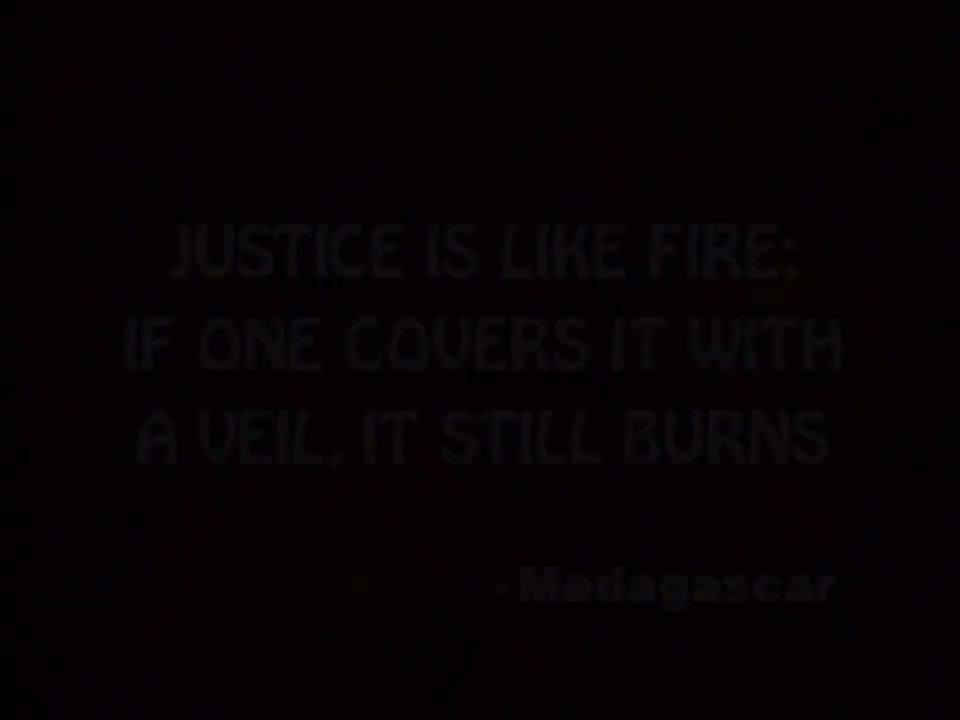 JUSTICE IS LIKE FIRE;
IF ONE COVERS IT WITH
A VEIL, IT STILL BURNS
-Madagascar